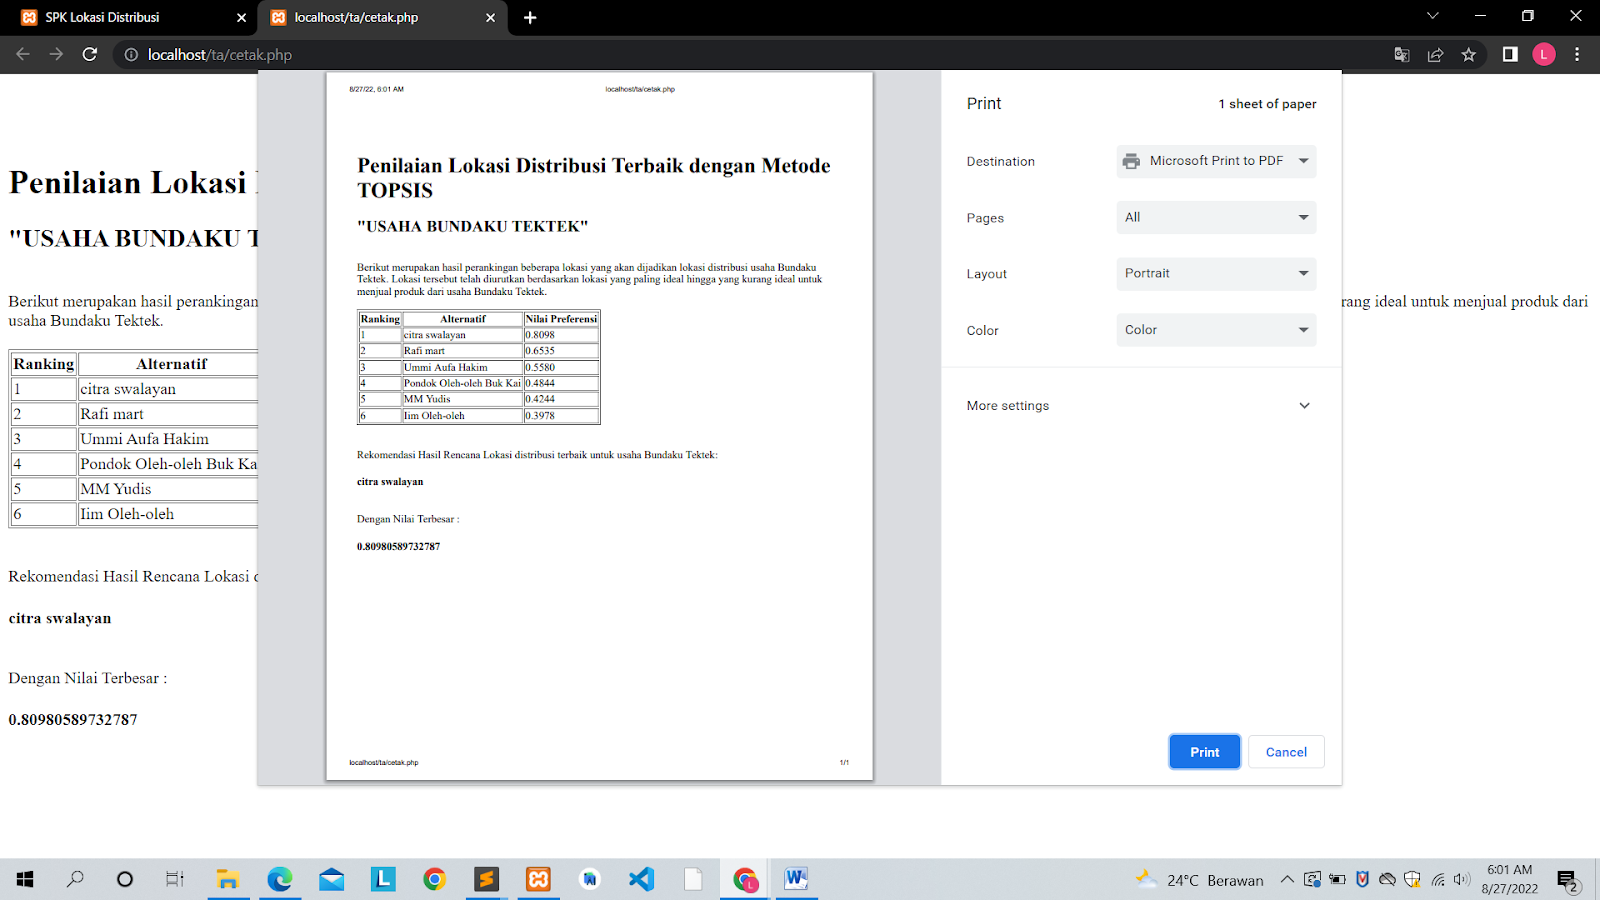 SPK Lokasi Distribusi
localhost/ta/cetak.php
localhost/ta/cetak.php
L
Penilaian Lokasi
"USAHA BUNDAKU T
Berikut merupakan hasil perankingan
rang ideal untuk menjual produk dari
usaha Bundaku Tektek.
Ranking Alternatif
1 citra swalayan
2 Rafi mart
3 Ummi Aufa Hakim
4 Pondok Oleh-oleh Buk Ka
5 MM Yudis
6 Iim Oleh-oleh
Rekomendasi Hasil Rencana Lokasi d
citra swalayan
Dengan Nilai Terbesar :
0.80980589732787
8/27/22, 6:01 AM localhost/ta/cetak.php
Penilaian Lokasi Distribusi Terbaik dengan Metode
TOPSIS
"USAHA BUNDAKU TEKTEK"
Berikut merupakan hasil perankingan beberapa lokasi yang akan dijadikan lokasi distribusi usaha Bundaku
Tektek. Lokasi tersebut telah diurutkan berdasarkan lokasi yang paling ideal hingga yang kurang ideal untuk
menjual produk dari usaha Bundaku Tektek.
Ranking Alternatif Nilai Preferensi
1 citra swalayan 0.8098
2 Rafi mart 0.6535
3 Ummi Aufa Hakim 0.5580
4 Pondok Oleh-oleh Buk Kai 0.4844
5 MM Yudis 0.4244
6 Iim Oleh-oleh 0.3978
Rekomendasi Hasil Rencana Lokasi distribusi terbaik untuk usaha Bundaku Tektek:
citra swalayan
Dengan Nilai Terbesar :
0.80980589732787
localhost/ta/cetak.php 1/1
Print 1 sheet of paper
Destination Microsoft Print to PDF
Pages All
Layout Portrait
Color Color
More settings
Print Cancel
24°C Berawan
6:01 AM
8/27/2022
2